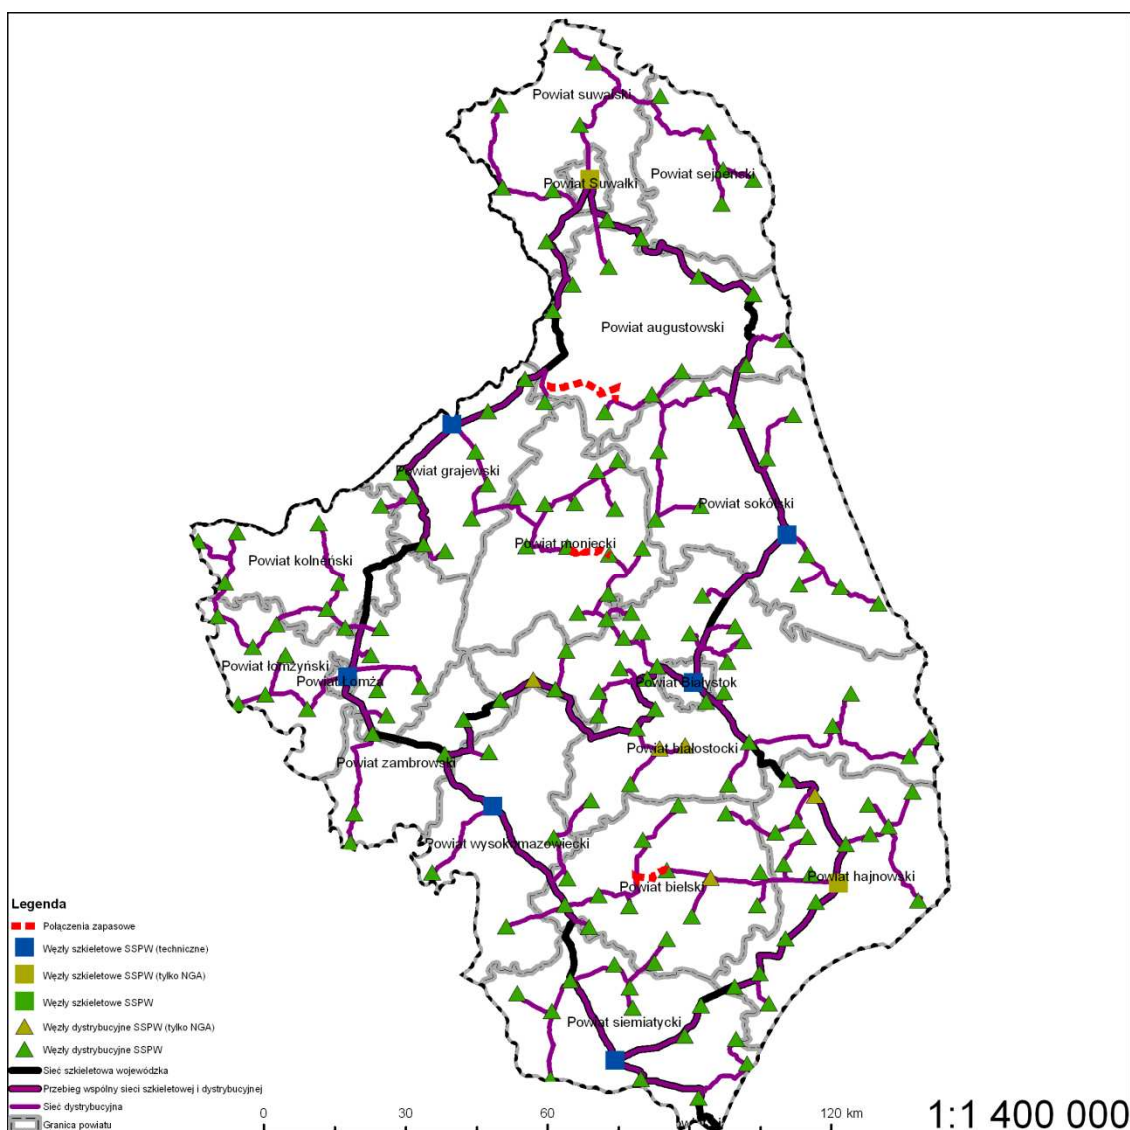 Powiat suwalski
Powiat Suwałki
Powiat sejneński
Powiat augustowski
Powiat grajewski
Powiat sokólski
Powiat moniecki
Powiat kolneński
Powiat łomżyński
Powiat Łomża
Powiat Białystok
Powiat białostocki
Powiat zambrowski
Powiat wysokomazowiecki
Powiat bielski
Powiat hajnowski
Powiat siemiatycki
Legenda
Połączenia zapasowe
Węzły szkieletowe SSPW (techniczne)
Węzły szkieletowe SSPW (tylko NGA)
Węzły szkieletowe SSPW
Węzły dystrybucyjne SSPW (tylko NGA)
Węzły dystrybucyjne SSPW
Sieć szkieletowa wojewódzka
Przebieg wspólny sieci szkieletowej i dystrybucyjnej
Sieć dystrybucyjna
Granica powiatu
0 30 60 120 km
1:1 400 000